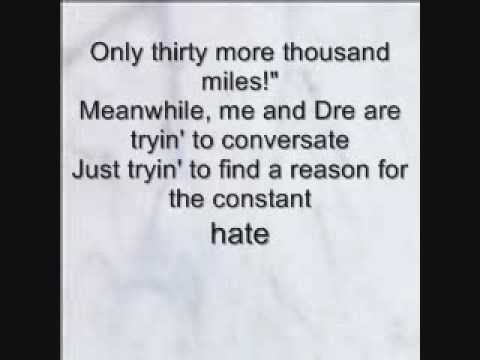 Only thirty more thousand
miles!"
Meanwhile, me and Dre are
tryin' to conversate
Just tryin' to find a reason for
the constant
hate